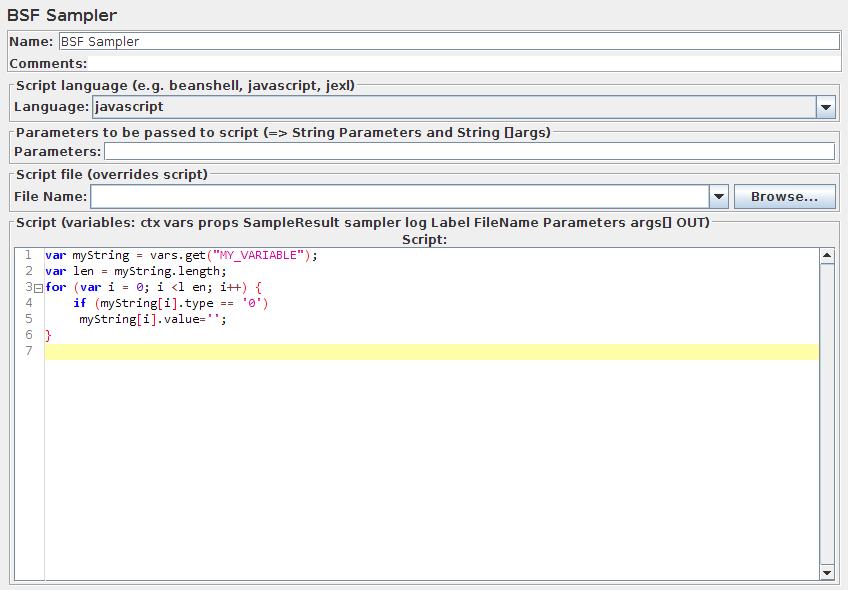 BSF Sampler
Name: BSF Sampler
Comments:
Script language (e.g. beanshell, javascript, jexl)
Language: javascript
Parameters to be passed to script (=> String Parameters and String []args)
Parameters:
Script file (overrides script)
File Name: Browse...
Script (variables: ctx vars props SampleResult sampler log Label FileName Parameters args[] OUT)
Script:
1 var myString = vars.get("MY_VARIABLE");
2 var len = myString.length;
3 for (var i = 0; i <l en; i++) {
4 if (myString[i].type == '0')
5 myString[i].value='';
6 }
7